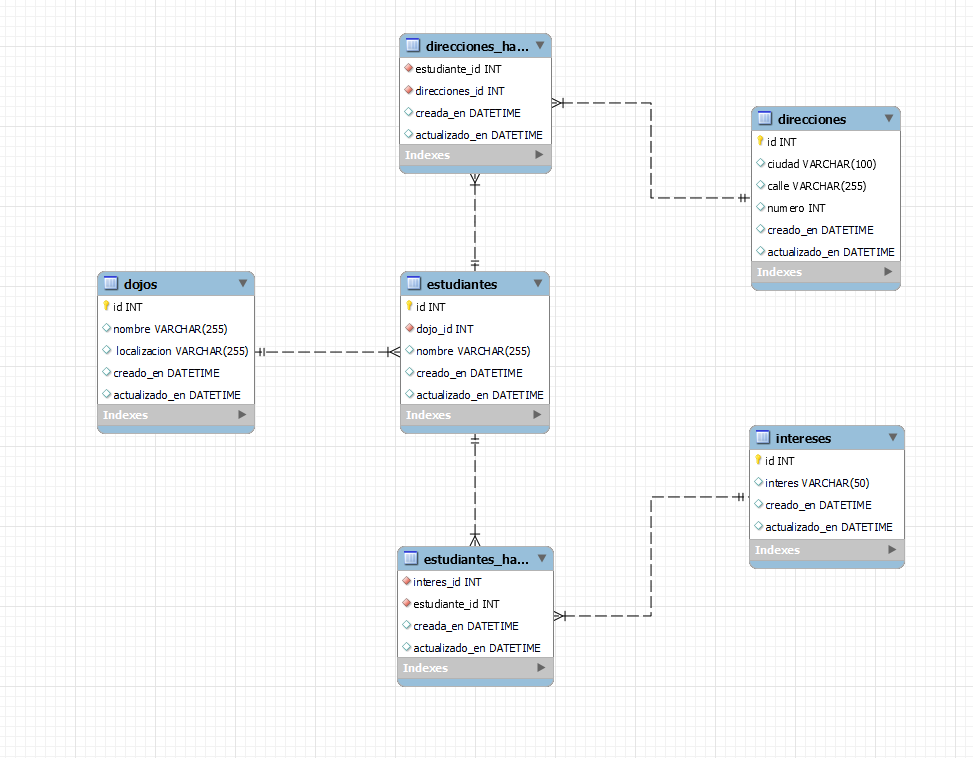 direcciones_ha...
estudiante_id INT
direcciones_id INT
creada_en DATETIME
actualizado_en DATETIME
Indexes
direcciones
id INT
ciudad VARCHAR(100)
calle VARCHAR(255)
numero INT
creado_en DATETIME
actualizado_en DATETIME
Indexes
dojos
id INT
nombre VARCHAR(255)
localizacion VARCHAR(255)
creado_en DATETIME
actualizado_en DATETIME
Indexes
estudiantes
id INT
dojo_id INT
nombre VARCHAR(255)
creado_en DATETIME
actualizado_en DATETIME
Indexes
intereses
id INT
interes VARCHAR(50)
creado_en DATETIME
actualizado_en DATETIME
Indexes
estudiantes_ha...
interes_id INT
estudiante_id INT
creada_en DATETIME
actualizado_en DATETIME
Indexes